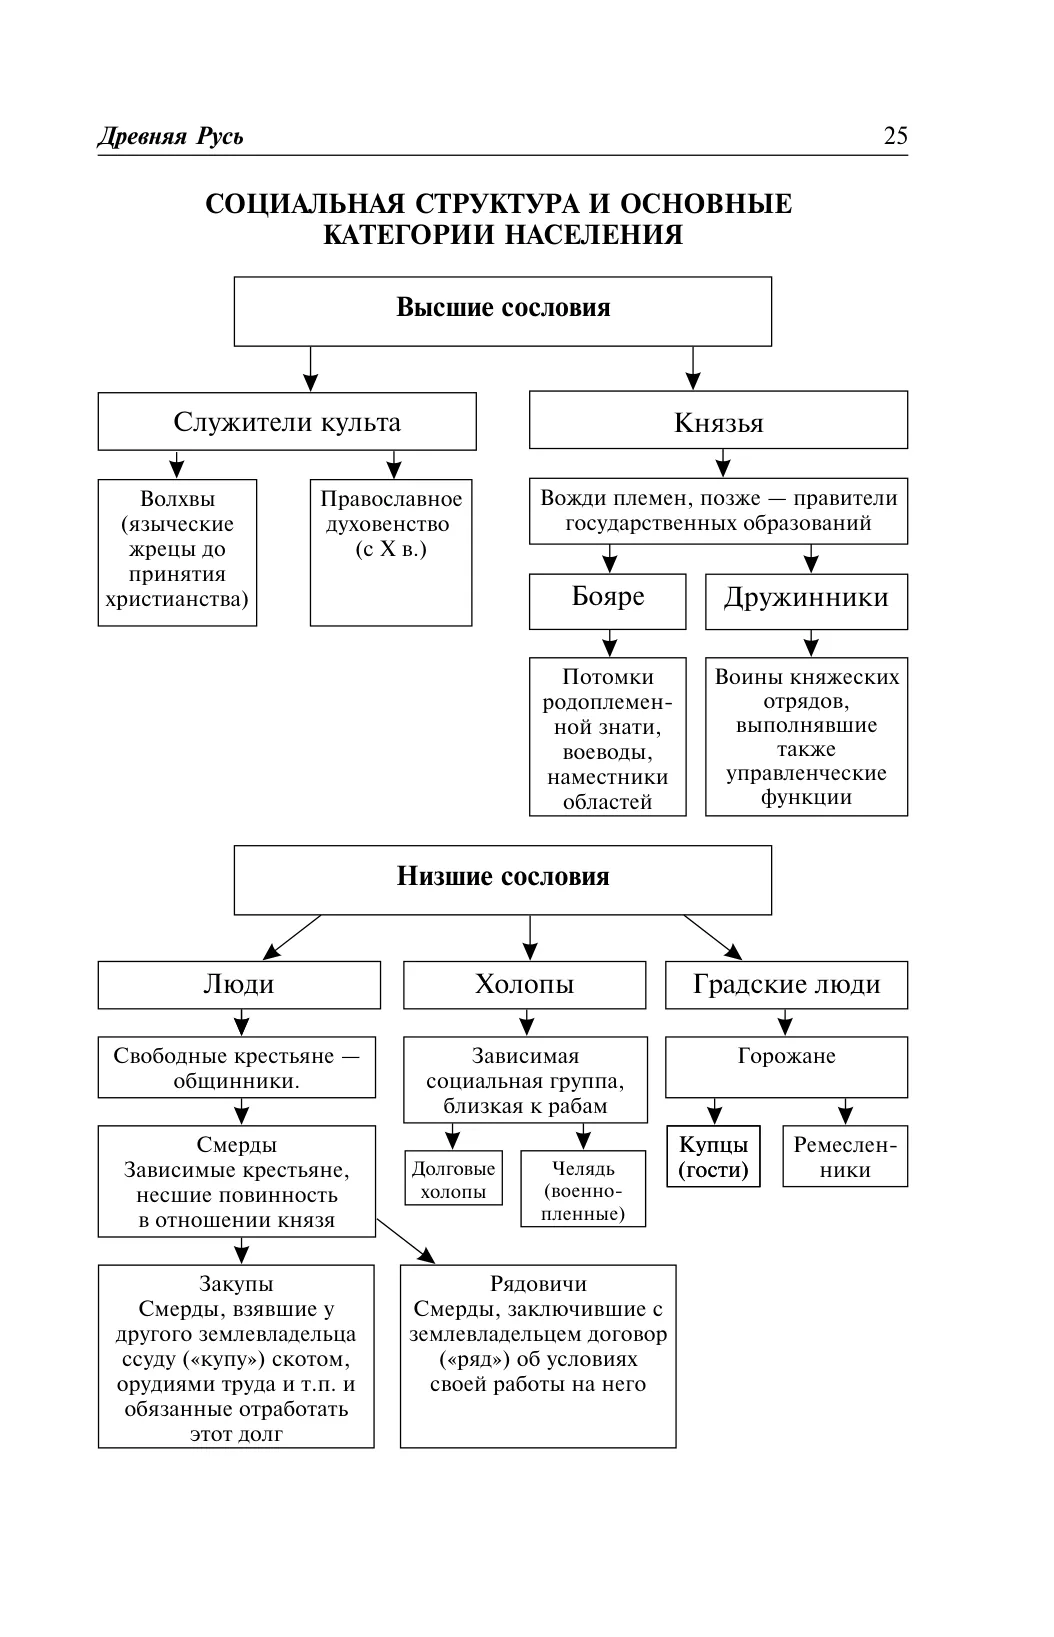 Древняя Русь 25
СОЦИАЛЬНАЯ СТРУКТУРА И ОСНОВНЫЕ
КАТЕГОРИИ НАСЕЛЕНИЯ
Высшие сословия
Служители культа
Волхвы
(языческие
жрецы до
принятия
христианства)
Православное
духовенство
(с X в.)
Князья
Вожди племен, позже — правители
государственных образований
Бояре
Потомки
родоплемен-
ной знати,
воеводы,
наместники
областей
Дружинники
Воины княжеских
отрядов,
выполнявшие
также
управленческие
функции
Низшие сословия
Люди
Свободные крестьяне —
общинники.
Смерды
Зависимые крестьяне,
несшие повинность
в отношении князя
Закупы
Смерды, взявшие у
другого землевладельца
ссуду («купу») скотом,
орудиями труда и т.п. и
обязанные отработать
этот долг
Рядовичи
Смерды, заключившие с
землевладельцем договор
(«ряд») об условиях
своей работы на него
Холопы
Зависимая
социальная группа,
близкая к рабам
Долговые
холопы
Челядь
(военно-
пленные)
Градские люди
Горожане
Купцы
(гости)
Ремеслен-
ники